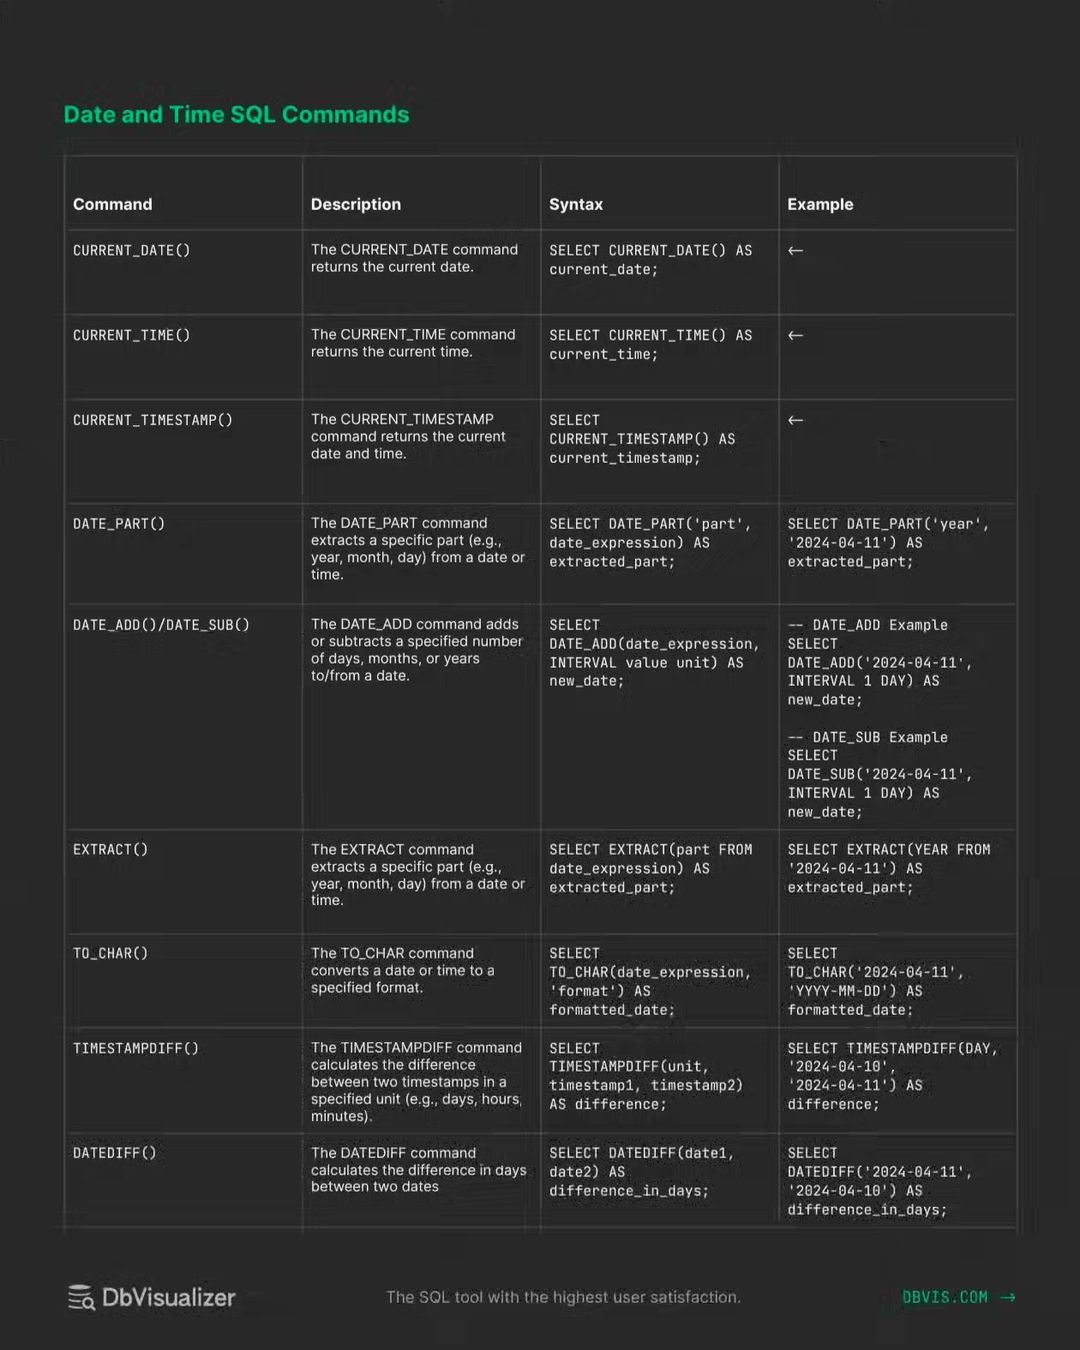 Date and Time SQL Commands
Command
Description
Syntax
Example
CURRENT_DATE()
The CURRENT_DATE command
returns the current date.
SELECT CURRENT_DATE() AS
current_date;
←
CURRENT_TIME()
The CURRENT_TIME command
returns the current time.
SELECT CURRENT_TIME() AS
current_time;
←
CURRENT_TIMESTAMP()
The CURRENT_TIMESTAMP
command returns the current
date and time.
SELECT
CURRENT_TIMESTAMP() AS
current_timestamp;
←
DATE_PART()
The DATE_PART command
extracts a specific part (e.g.,
year, month, day) from a date or
time.
SELECT DATE_PART('part',
date_expression) AS
extracted_part;
SELECT DATE_PART('year',
'2024-04-11') AS
extracted_part;
DATE_ADD()/DATE_SUB()
The DATE_ADD command adds
or subtracts a specified number
of days, months, or years
to/from a date.
SELECT
DATE_ADD(date_expression,
INTERVAL value unit) AS
new_date;
-- DATE_ADD Example
SELECT
DATE_ADD('2024-04-11',
INTERVAL 1 DAY) AS
new_date;
-- DATE_SUB Example
SELECT
DATE_SUB('2024-04-11',
INTERVAL 1 DAY) AS
new_date;
EXTRACT()
The EXTRACT command
extracts a specific part (e.g.,
year, month, day) from a date or
time.
SELECT EXTRACT(part FROM
date_expression) AS
extracted_part;
SELECT EXTRACT(YEAR FROM
'2024-04-11') AS
extracted_part;
TO_CHAR()
The TO_CHAR command
converts a date or time to a
specified format.
SELECT
TO_CHAR(date_expression,
'format') AS
formatted_date;
SELECT
TO_CHAR('2024-04-11',
'YYYY-MM-DD') AS
formatted_date;
TIMESTAMPDIFF()
The TIMESTAMPDIFF command
calculates the difference
between two timestamps in a
specified unit (e.g., days, hours,
minutes).
SELECT
TIMESTAMPDIFF(unit,
timestamp1, timestamp2)
AS difference;
SELECT TIMESTAMPDIFF(DAY,
'2024-04-10',
'2024-04-11') AS
difference;
DATEDIFF()
The DATEDIFF command
calculates the difference in days
between two dates
SELECT DATEDIFF(date1,
date2) AS
difference_in_days;
SELECT
DATEDIFF('2024-04-11',
'2024-04-10') AS
difference_in_days;
DbVisualizer
The SQL tool with the highest user satisfaction.
DBVIS.COM →